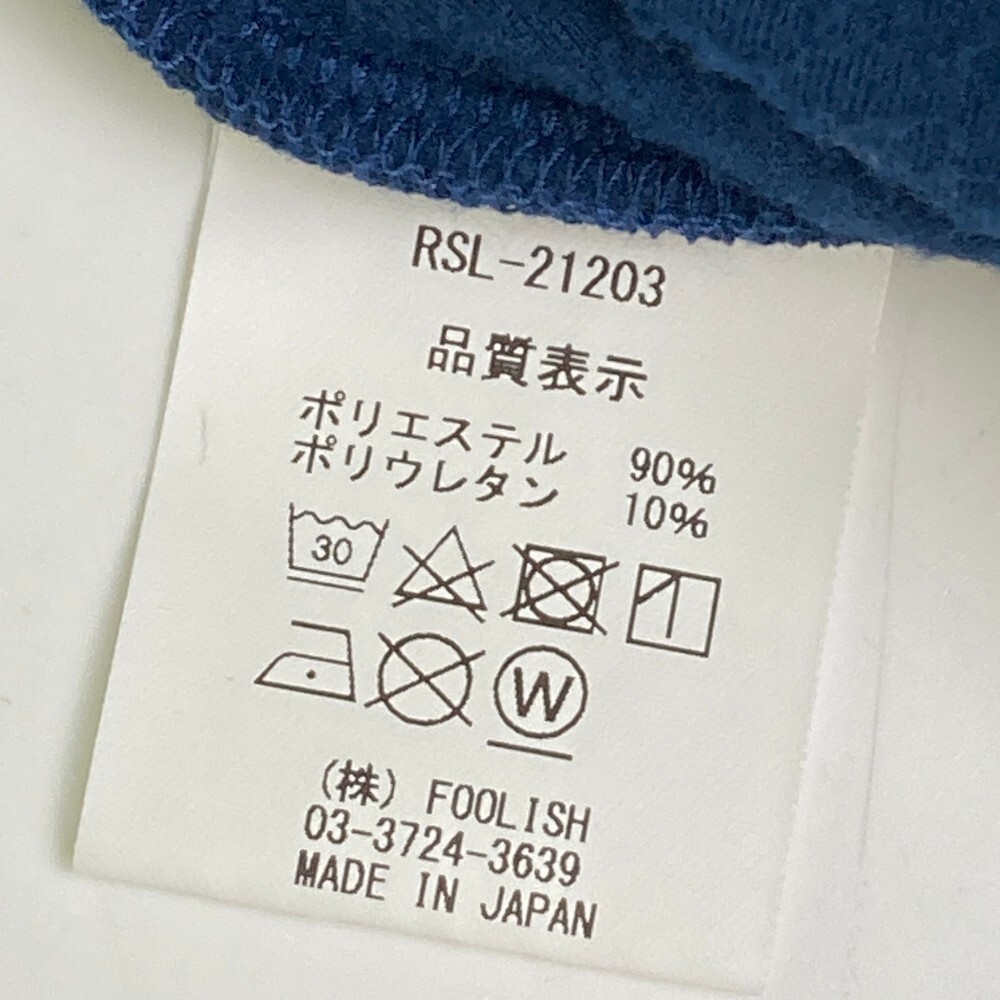 RSL-21203
品質表示
ポリエステル 90%
ポリウレタン 10%
30
W
(株) FOOLISH
03-3724-3639
MADE IN JAPAN